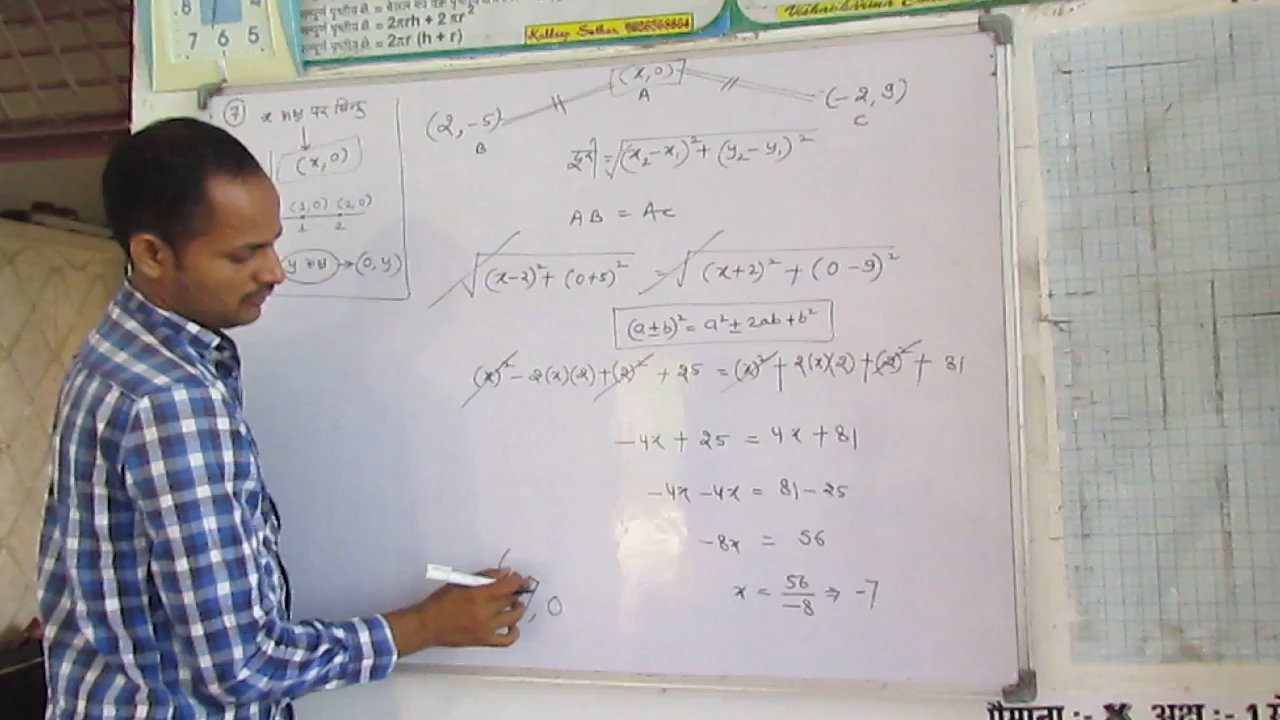 8
7 6 5
सम्पूर्ण पृष्ठीय क्षे. = 2πrh + 2πr²
सम्पूर्ण पृष्ठीय क्षे. = 2πr (h + r)
Kuldeep Suthar
⑦ x अक्ष पर बिन्दु
↓
(x,0)
(1,0) (2,0)
1 2
y अक्ष → (0, y)
(x,0)
A
(2,-5)
B
(-2,9)
C
दूरी = √(x₂-x₁)² + (y₂-y₁)²
AB = AC
√(x-2)² + (0+5)² = √(x+2)² + (0-9)²
(a±b)² = a² ± 2ab + b²
(x)² - 2(x)(2) + (2)² + 25 = (x)² + 2(x)(2) + (2)² + 81
-4x + 25 = 4x + 81
-4x - 4x = 81 - 25
-8x = 56
x = 56/-8 ⇒ -7
(7, 0
पैमाना :- X अक्ष :- 1